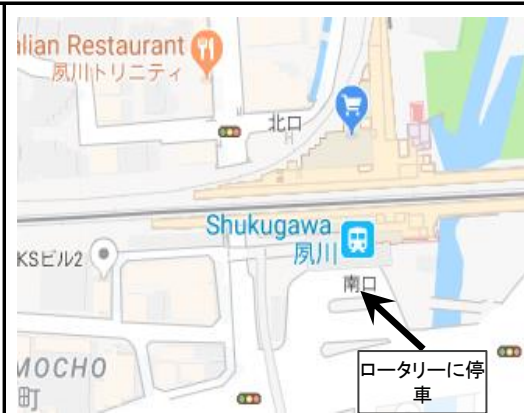 alian Restaurant
夙川トリニティ
北口
Shukugawa
夙川
KSビル2
南口
MOCHO
町
ロータリーに停
車